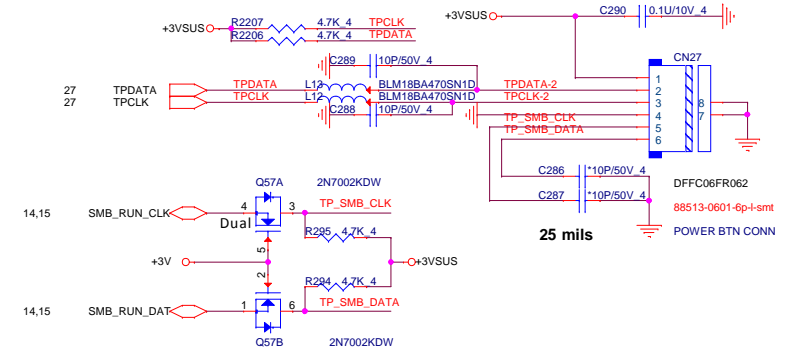 C290 0.1U/10V_4
+3VSUS
R2207 4.7K_4 TPCLK
+3VSUS
R2206 4.7K_4 TPDATA
CN27
C289 10P/50V_4
1
27 TPDATA TPDATA L13 BLM18BA470SN1D TPDATA-2 2
27 TPCLK TPCLK L12 BLM18BA470SN1D TPCLK-2 3 8
C288 10P/50V_4
TP_SMB_CLK 4 7
TP_SMB_DATA 5
6
C286 *10P/50V_4
Q57A 2N7002KDW DFFC06FR062
C287 *10P/50V_4
14,15 SMB_RUN_CLK 4 3 TP_SMB_CLK 88513-0601-6p-l-smt
Dual
25 mils POWER BTN CONN
R295 4.7K_4
5
+3V +3VSUS
2
R294 4.7K_4
14,15 SMB_RUN_DAT 1 6 TP_SMB_DATA
Q57B 2N7002KDW